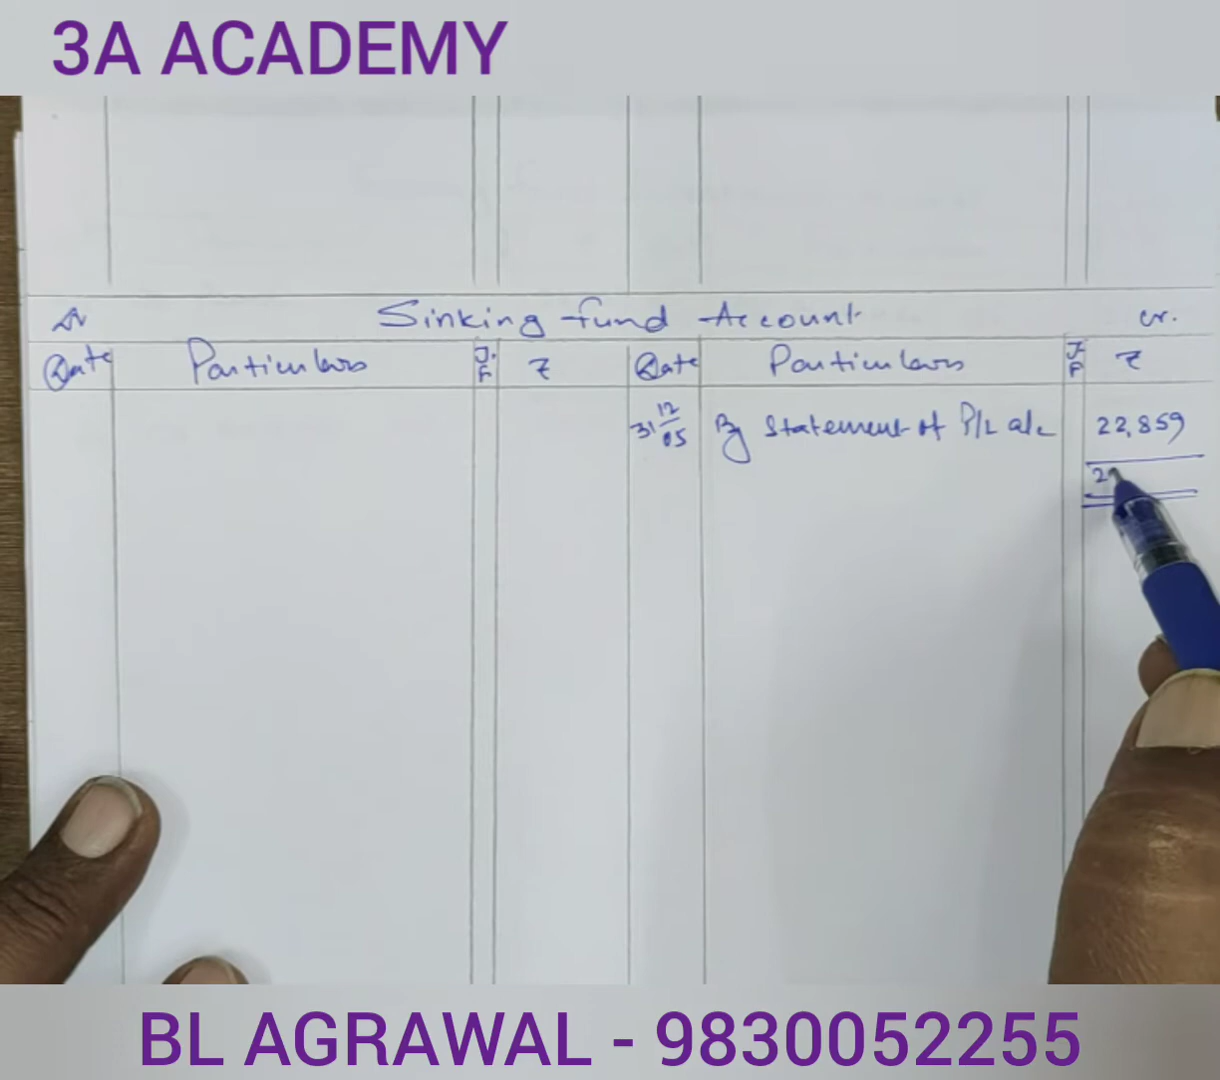 3A ACADEMY
Dr Sinking fund Account cr.
Date Particulars J.F ₹ Date Particulars J.F ₹
31 12/05 By Statement of P/L a/c 22,859
2
BL AGRAWAL - 9830052255